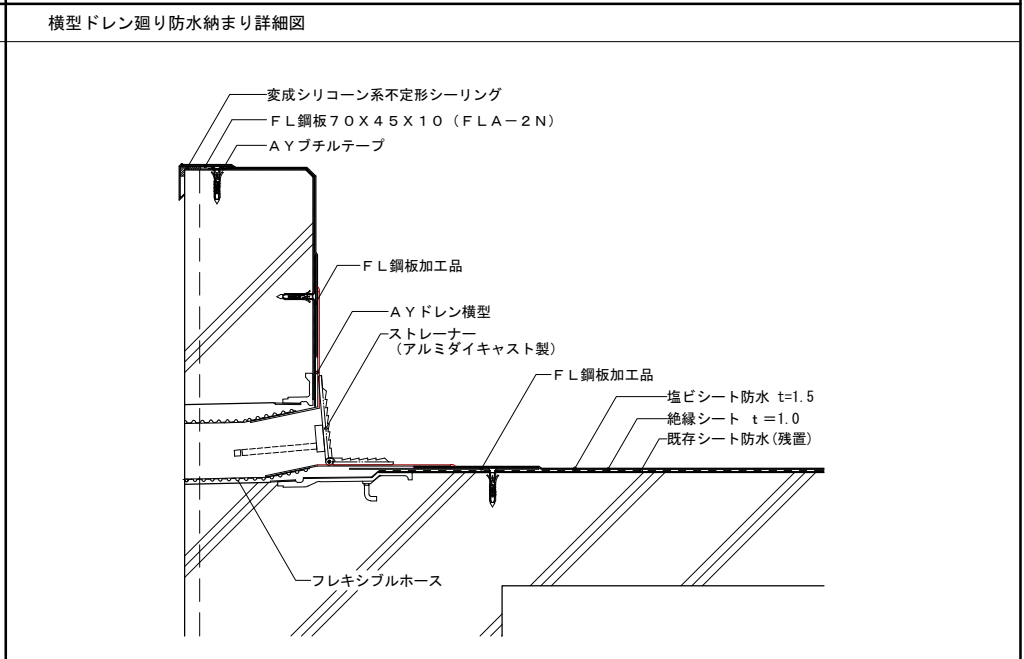 横型ドレン廻り防水納まり詳細図
変成シリコーン系不定形シーリング
ＦＬ鋼板７０Ｘ４５Ｘ１０（ＦＬＡ－２Ｎ）
ＡＹブチルテープ
ＦＬ鋼板加工品
ＡＹドレン横型
ストレーナー
（アルミダイキャスト製）
ＦＬ鋼板加工品
塩ビシート防水 t=1.5
絶縁シート ｔ＝1.0
既存シート防水(残置)
フレキシブルホース